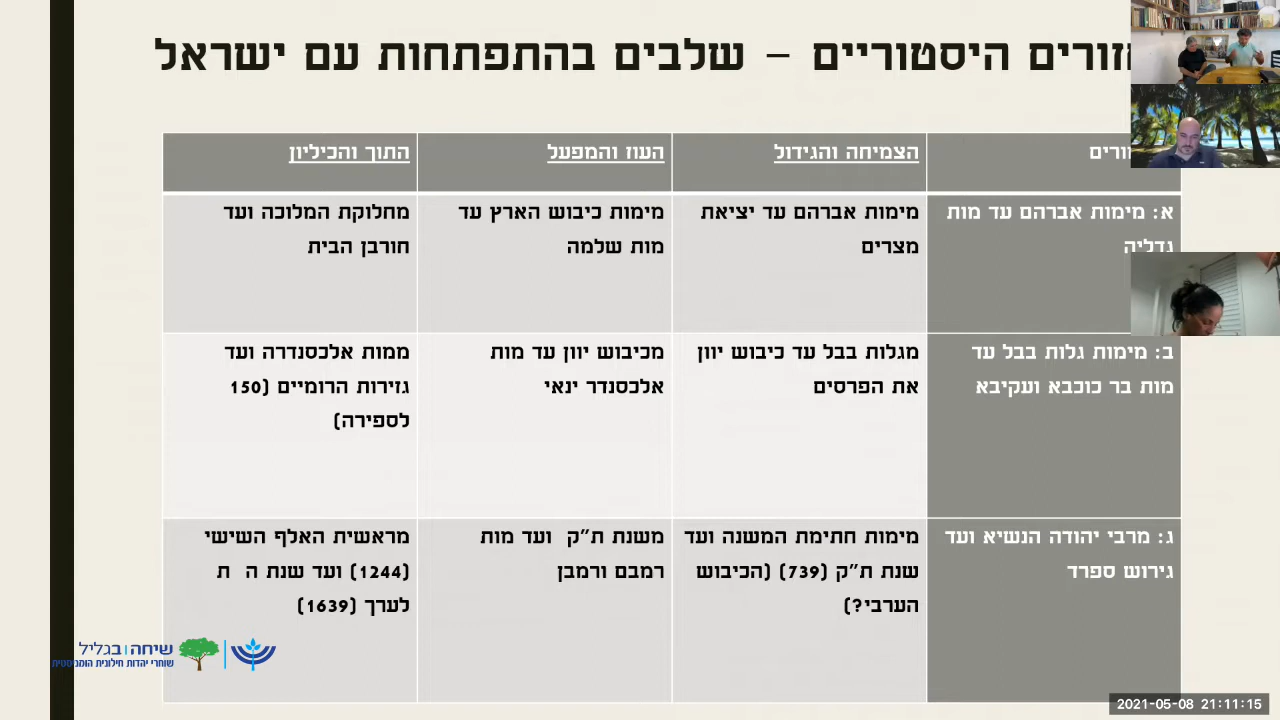 היסטוריים – שלבים בהתפתחות עם ישראל
הצמיחה והגידול
העוז והמפעל
התוך והכיליון
א: מימות אברהם עד מות
גדליה
מימות אברהם עד יציאת
מצרים
מימות כיבוש הארץ עד
מות שלמה
מחלוקת המלוכה ועד
חורבן הבית
ב: מימות גלות בבל עד
מות בר כוכבא ועקיבא
מגלות בבל עד כיבוש יוון
את הפרסים
מכיבוש יוון עד מות
אלכסנדר ינאי
ממות אלכסנדרה ועד
גזירות הרומיים (150
לספירה)
ג: מרבי יהודה הנשיא ועד
גירוש ספרד
מימות חתימת המשנה ועד
שנת ת"ק (739) (הכיבוש
הערבי?)
משנת ת"ק ועד מות
רמבם ורמבן
מראשית האלף השישי
(1244) ועד שנת ה ת
לערך (1639)
שיחה בגליל
שוחרי יהדות חילונית הומניסטית
2021-05-08 21:11:15